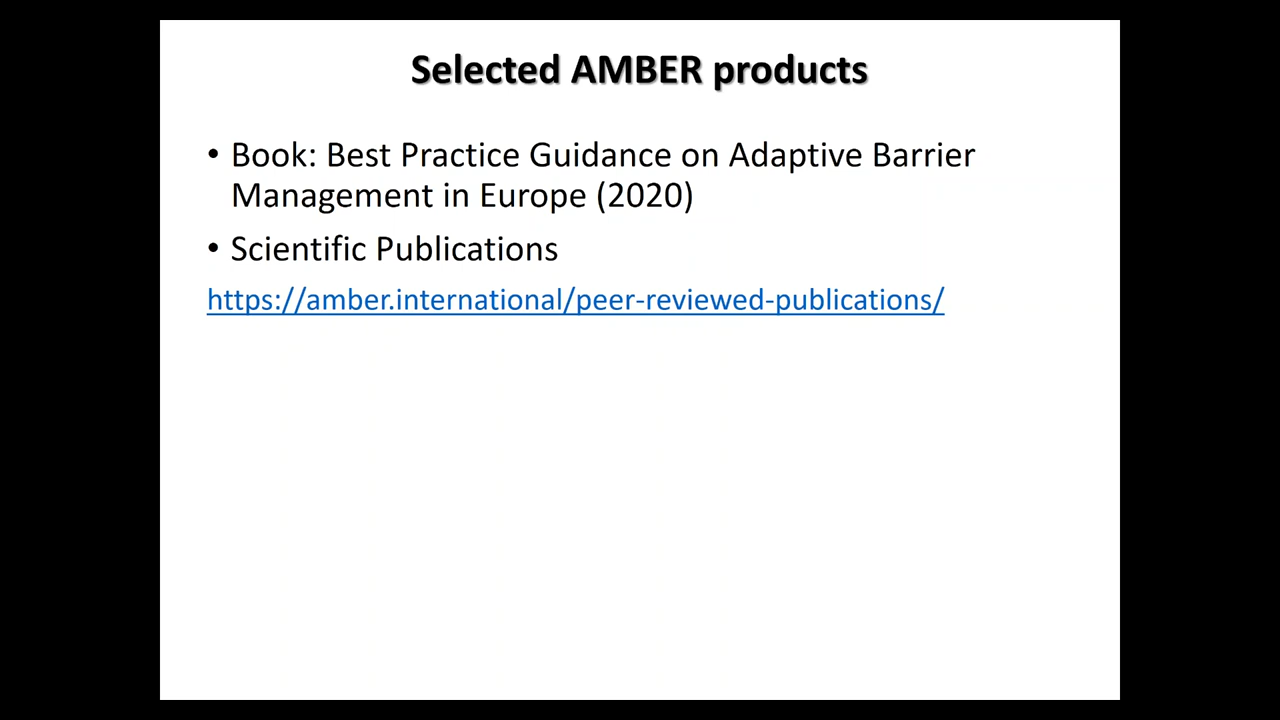 Selected AMBER products
• Book: Best Practice Guidance on Adaptive Barrier
Management in Europe (2020)
• Scientific Publications
https://amber.international/peer-reviewed-publications/